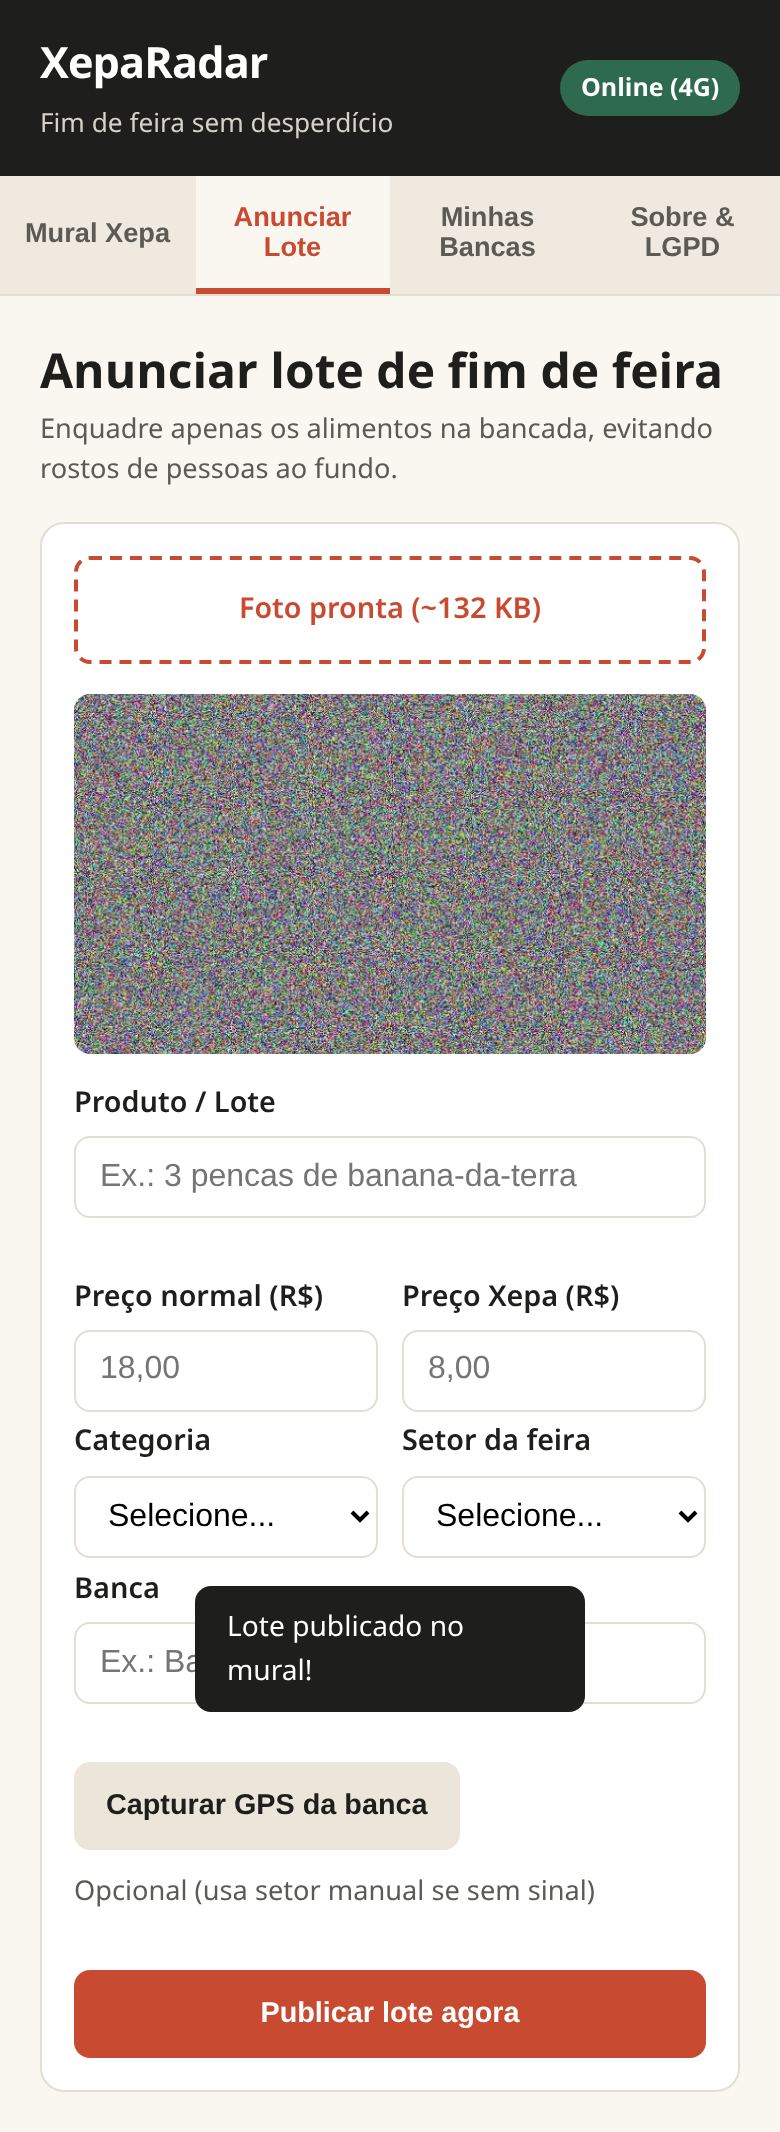 XepaRadar
Fim de feira sem desperdício
Online (4G)
Mural Xepa
Anunciar
Lote
Minhas
Bancas
Sobre &
LGPD
Anunciar lote de fim de feira
Enquadre apenas os alimentos na bancada, evitando
rostos de pessoas ao fundo.
Foto pronta (~132 KB)
Produto / Lote
Ex.: 3 pencas de banana-da-terra
Preço normal (R$)
Preço Xepa (R$)
18,00
8,00
Categoria
Setor da feira
Selecione...
Selecione...
Banca
Ex.:
Lote publicado no
mural!
Capturar GPS da banca
Opcional (usa setor manual se sem sinal)
Publicar lote agora